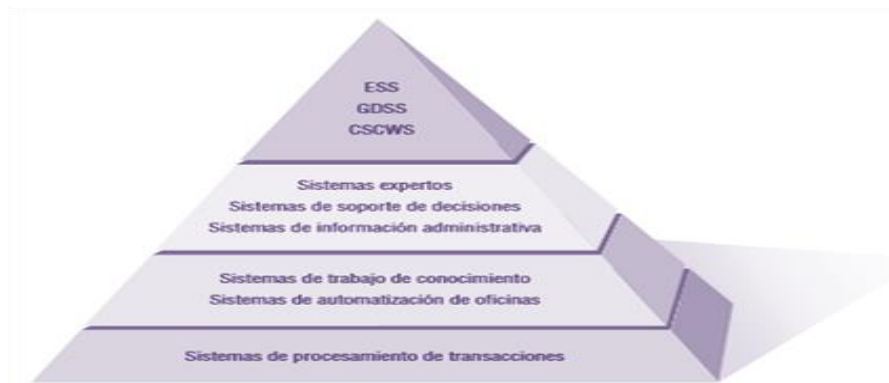 ESS
GDSS
CSCWS
Sistemas expertos
Sistemas de soporte de decisiones
Sistemas de información administrativa
Sistemas de trabajo de conocimiento
Sistemas de automatización de oficinas
Sistemas de procesamiento de transacciones